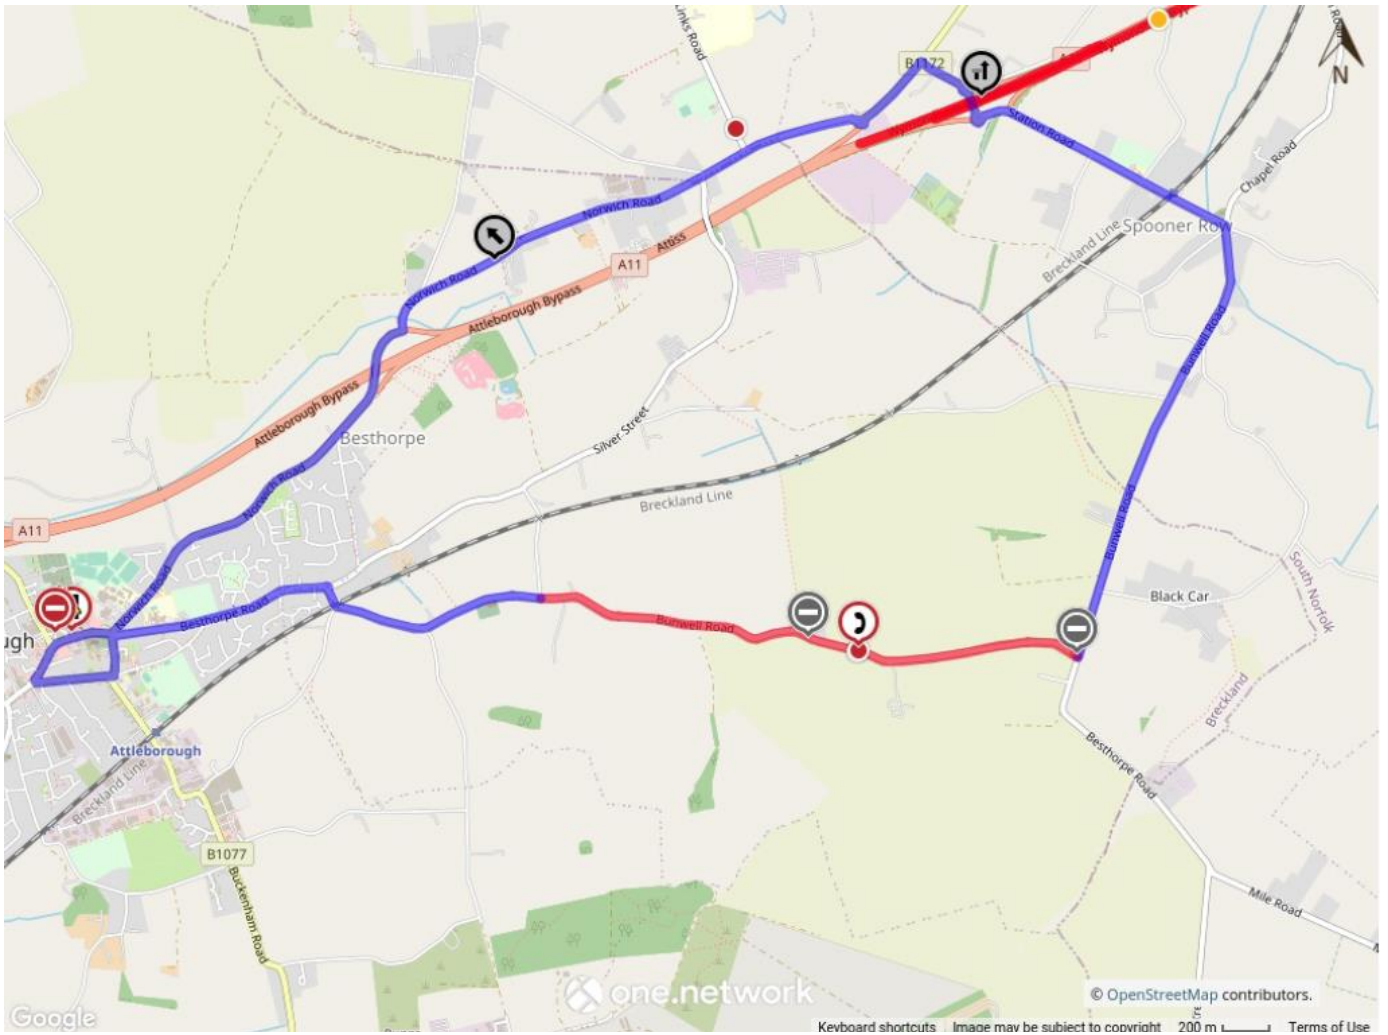 Links Road
B1172
Station Road
Chapel Road
N
Norwich Road
Spooner Row
Breckland Line
A11
Norwich Road
Attleborough Bypass
Bunwell Road
Attleborough Bypass
Besthorpe
Silver Street
Norwich Road
Breckland Line
Bunwell Road
A11
South Norfolk
Norwich Road
Black Car
Besthorpe Road
Bunwell Road
ugh
Breckland
Attleborough
Besthorpe Road
Breckland Line
B1077
Buckenham Road
Mile Road
one.network
© OpenStreetMap contributors.
Google
Keyboard shortcuts Image may be subject to copyright 200 m Terms of Use